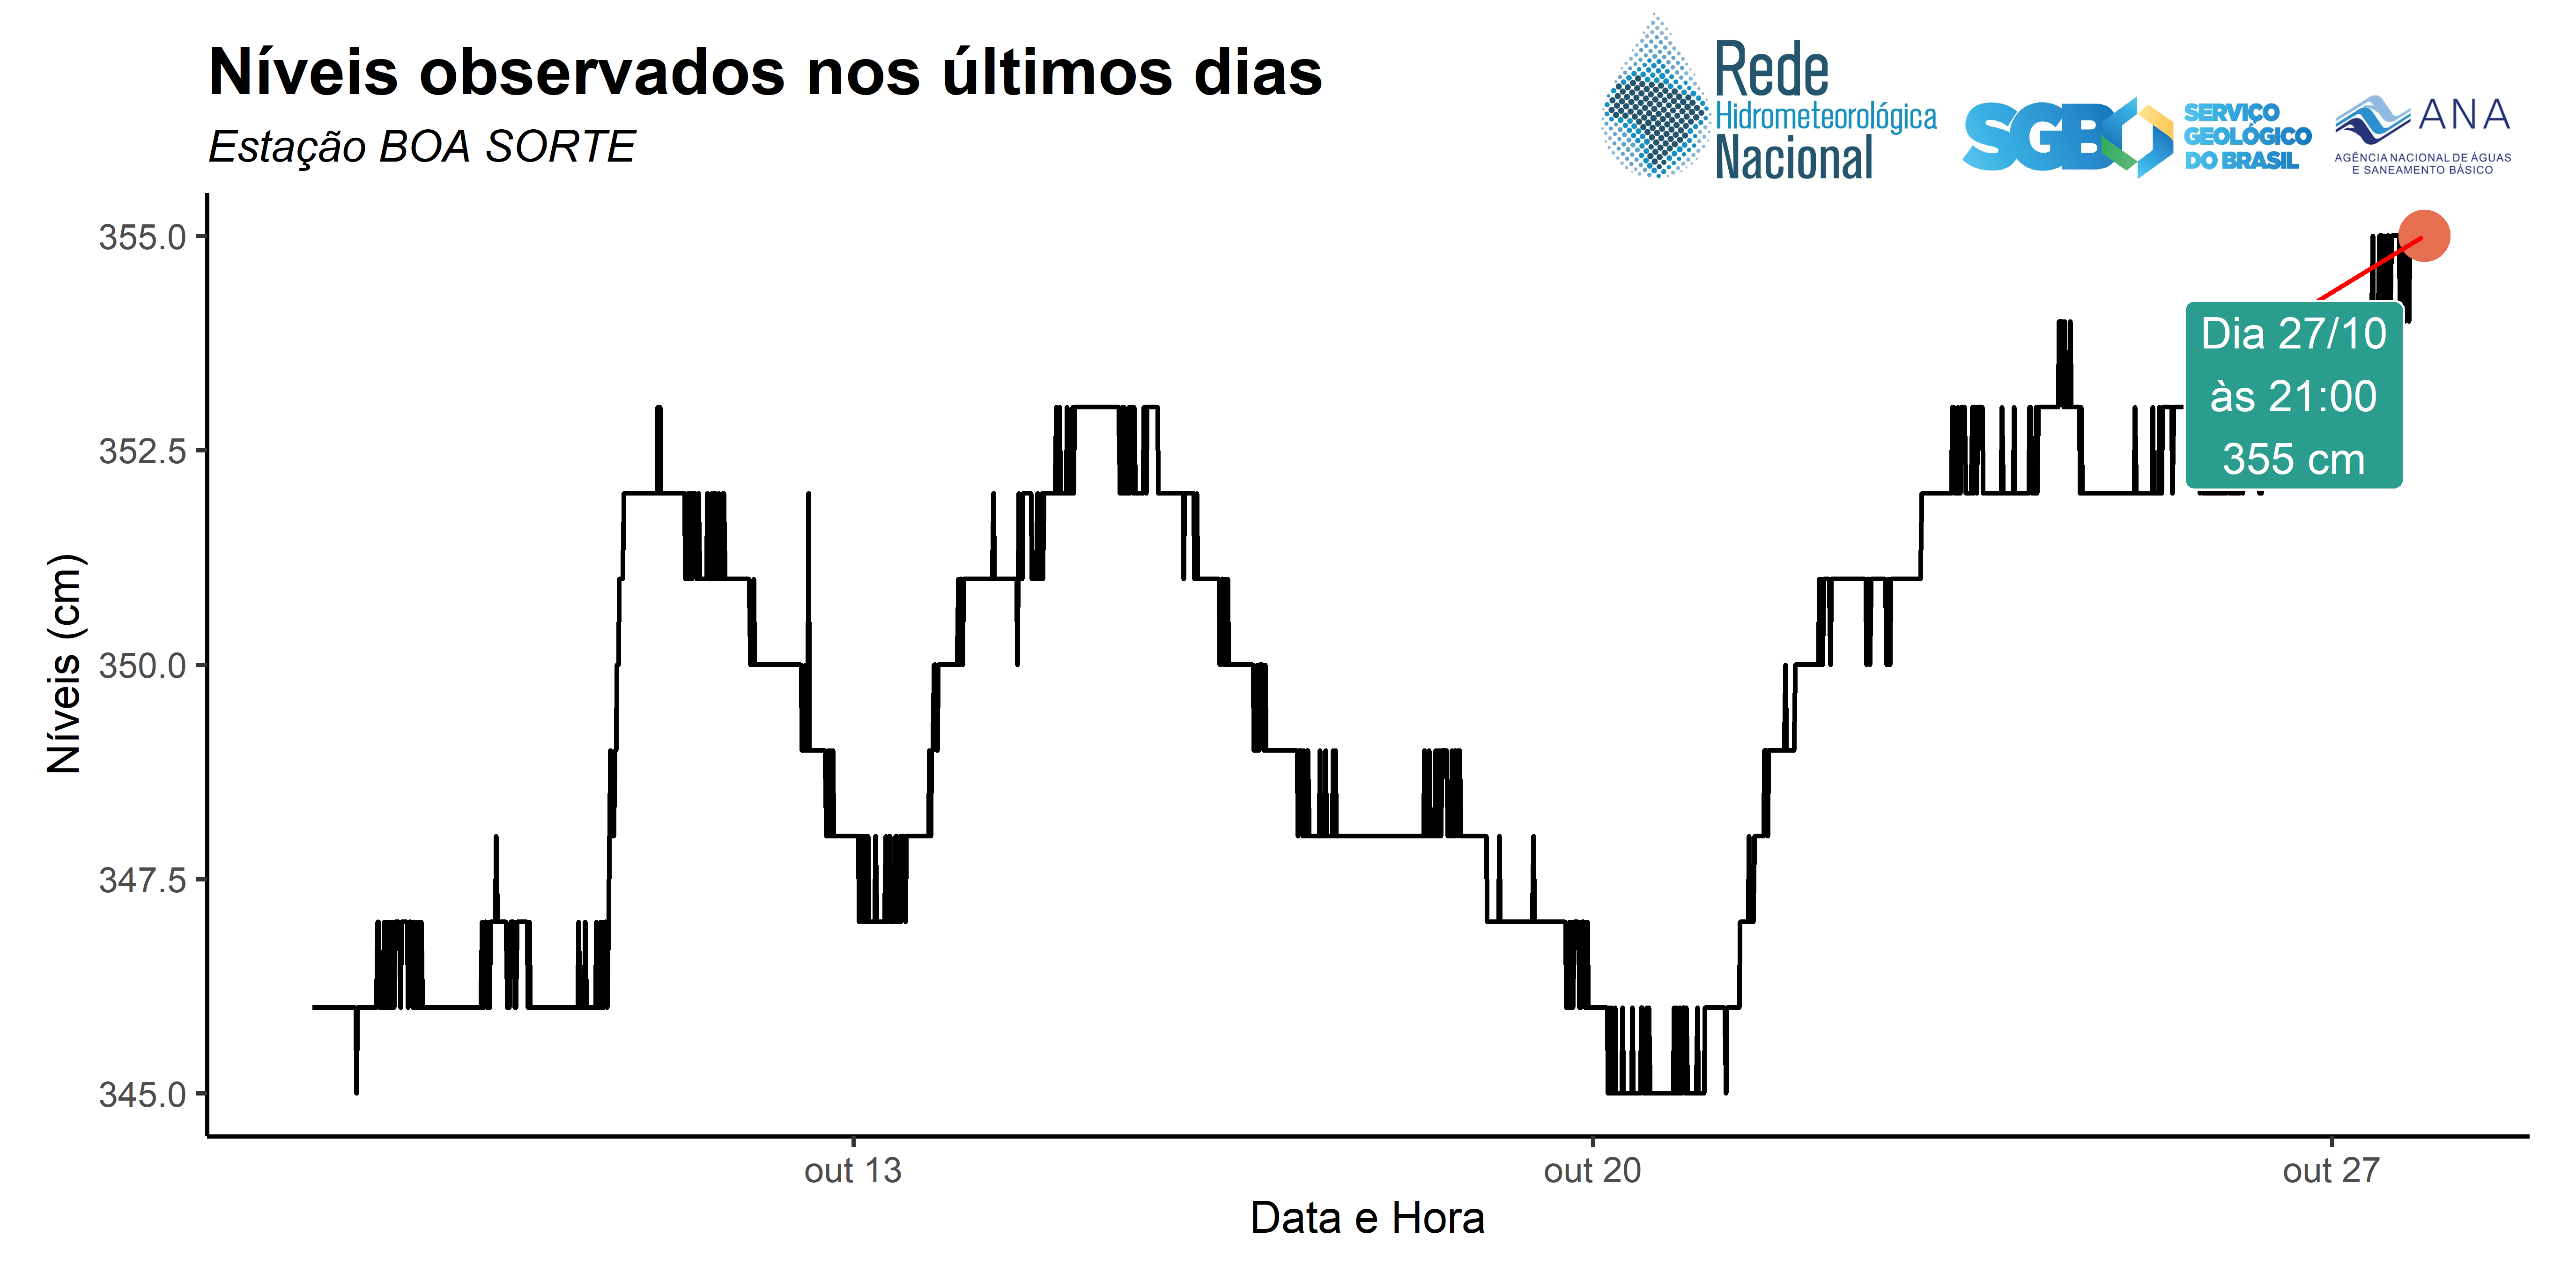 Níveis observados nos últimos dias
Estação BOA SORTE
Rede
Hidrometeorológica
Nacional
SGB
SERVIÇO
GEOLÓGICO
DO BRASIL
ANA
AGÊNCIA NACIONAL DE ÁGUAS
E SANEAMENTO BÁSICO
Níveis (cm)
355.0
352.5
350.0
347.5
345.0
Dia 27/10
às 21:00
355 cm
out 13
out 20
out 27
Data e Hora